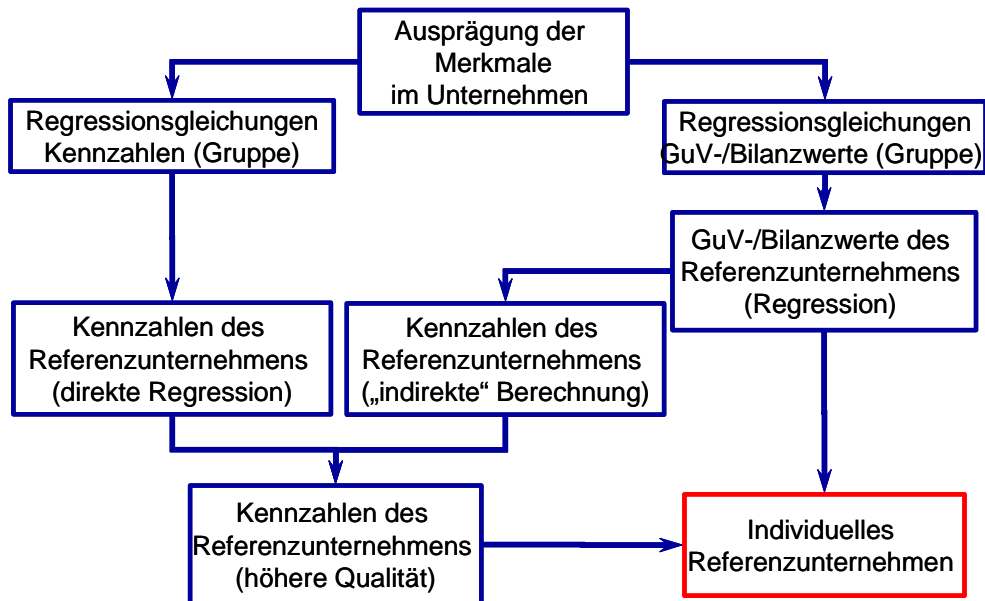 Ausprägung der
Merkmale
im Unternehmen
Regressionsgleichungen
Kennzahlen (Gruppe)
Regressionsgleichungen
GuV-/Bilanzwerte (Gruppe)
GuV-/Bilanzwerte des
Referenzunternehmens
(Regression)
Kennzahlen des
Referenzunternehmens
(direkte Regression)
Kennzahlen des
Referenzunternehmens
(„indirekte“ Berechnung)
Kennzahlen des
Referenzunternehmens
(höhere Qualität)
Individuelles
Referenzunternehmen